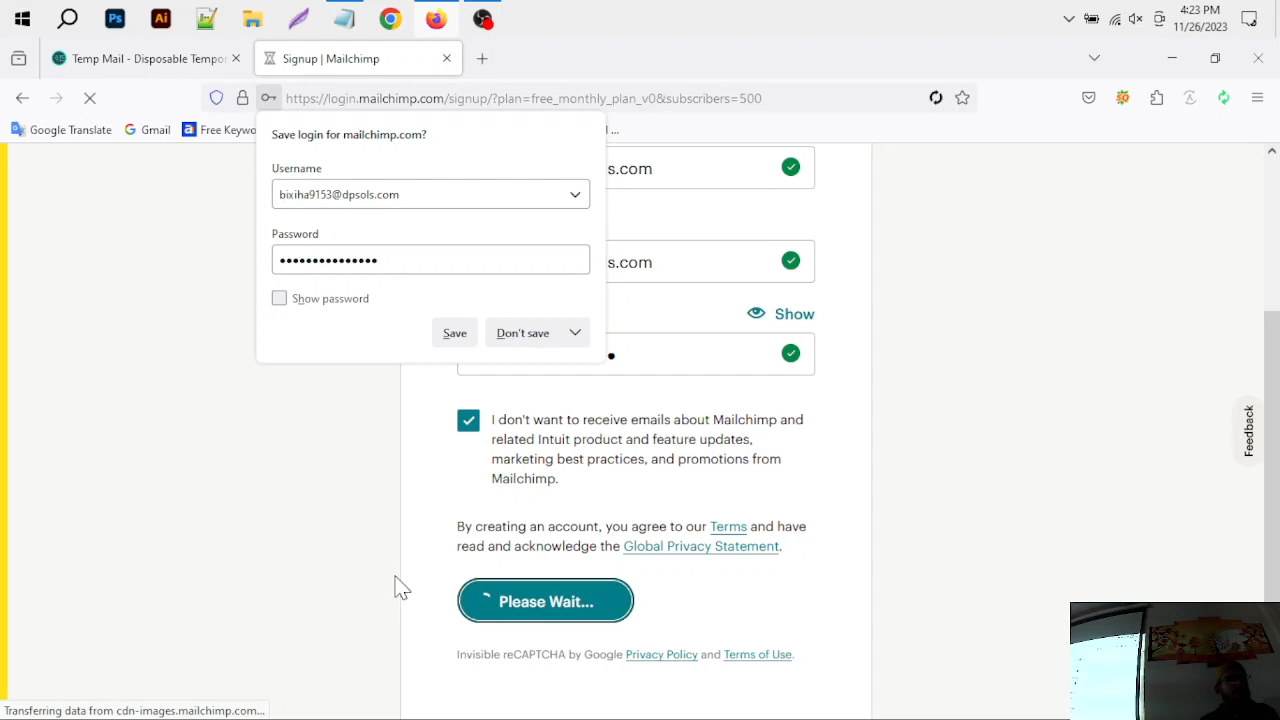 Ps
Ai
4:23 PM
11/26/2023
Temp Mail - Disposable Tempor
Signup | Mailchimp
https://login.mailchimp.com/signup/?plan=free_monthly_plan_v0&subscribers=500
Google Translate
Gmail
Free Keywo
...
Save login for mailchimp.com?
Username
bixiha9153@dpsols.com
Password
•••••••••••••••
Show password
Save
Don't save
s.com
s.com
Show
I don't want to receive emails about Mailchimp and
related Intuit product and feature updates,
marketing best practices, and promotions from
Mailchimp.
By creating an account, you agree to our Terms and have
read and acknowledge the Global Privacy Statement.
Please Wait...
Invisible reCAPTCHA by Google Privacy Policy and Terms of Use.
Feedback
Transferring data from cdn-images.mailchimp.com...